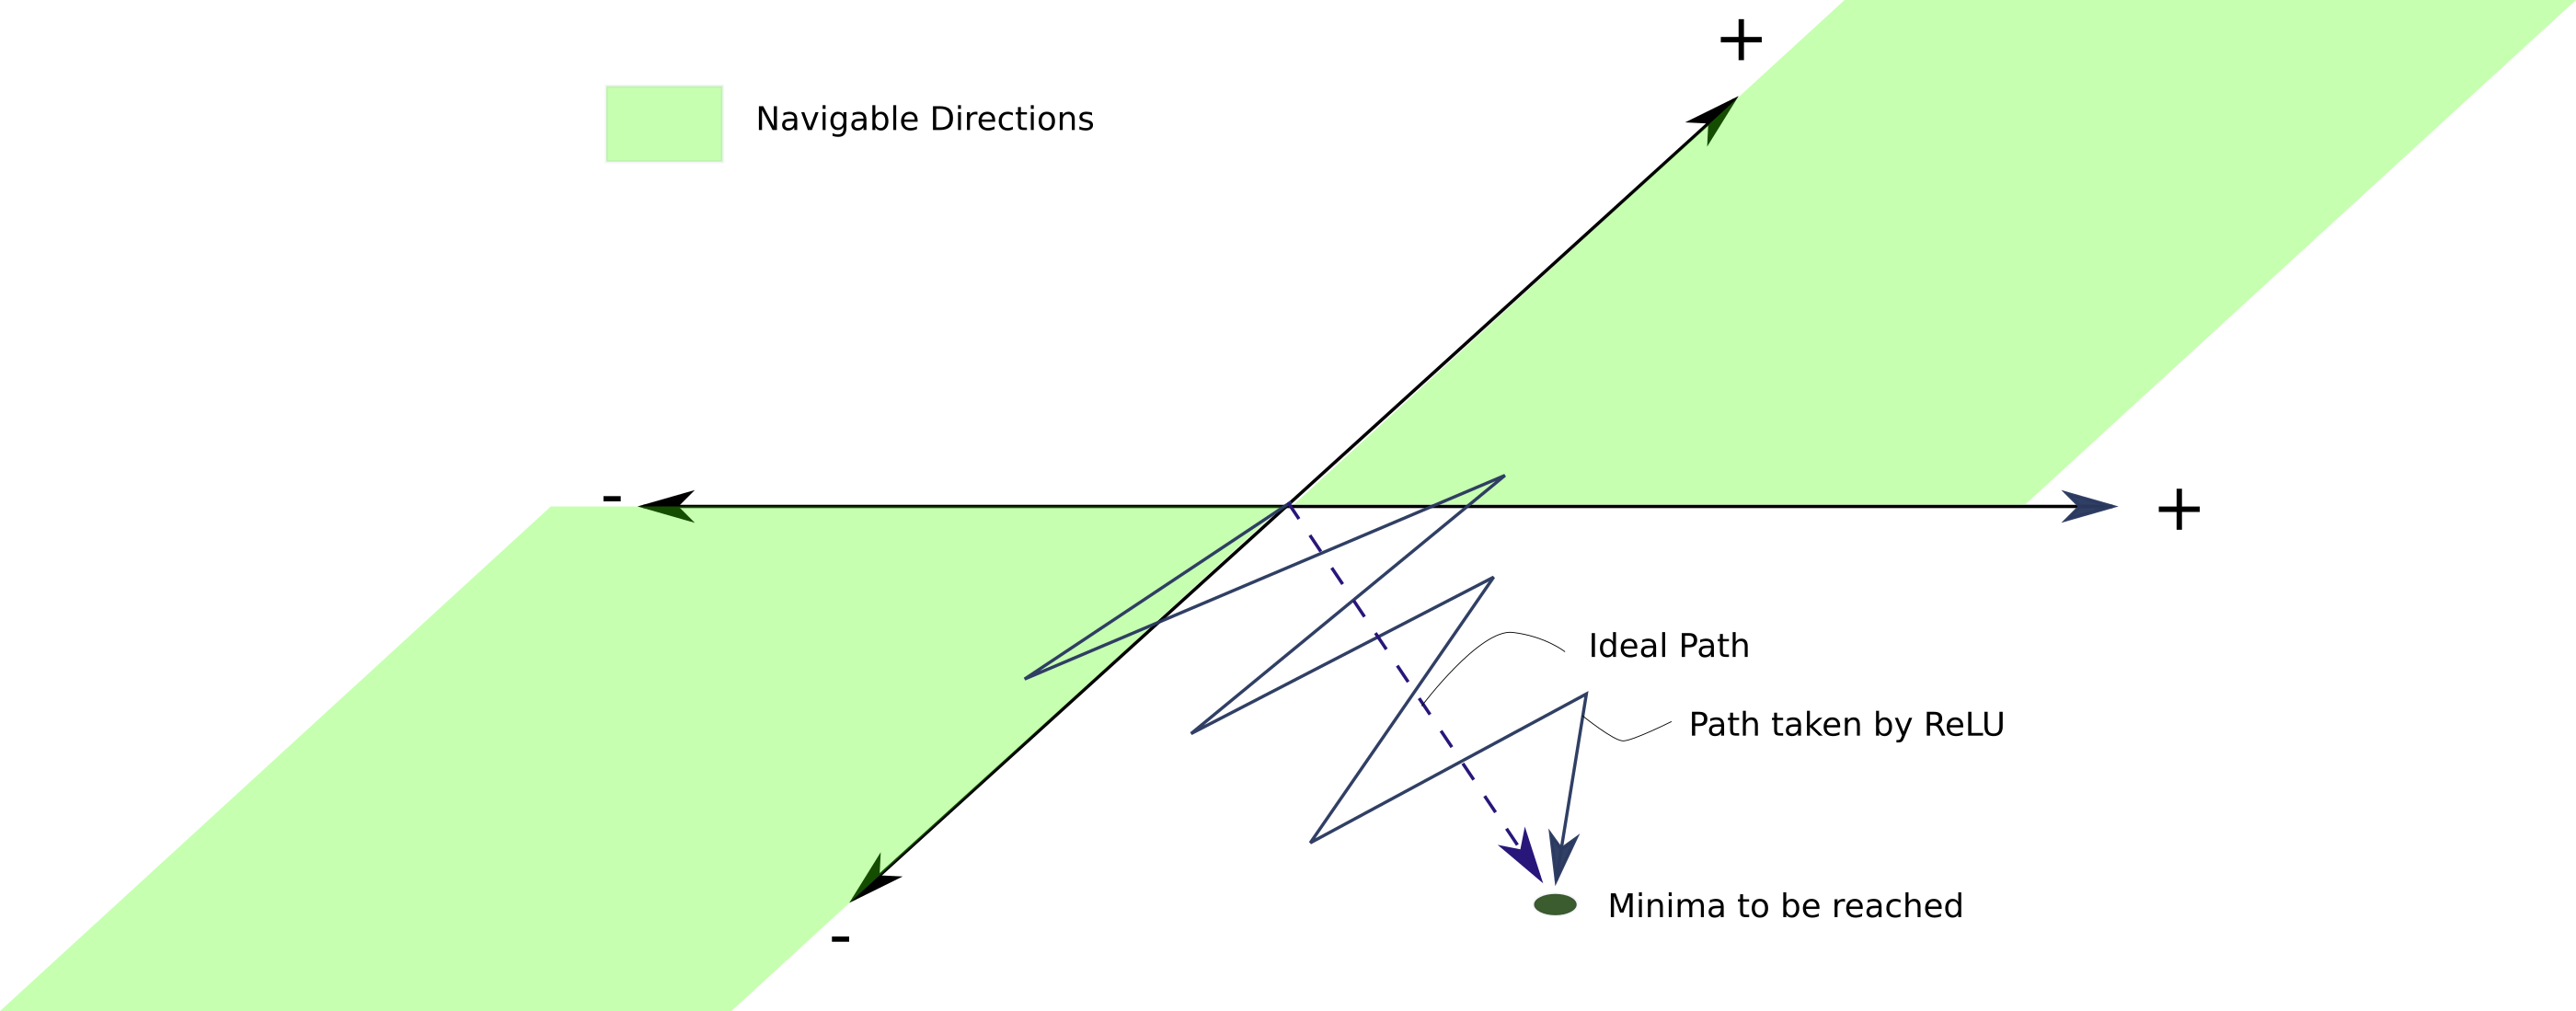 +
Navigable Directions
-
+
Ideal Path
Path taken by ReLU
Minima to be reached
-